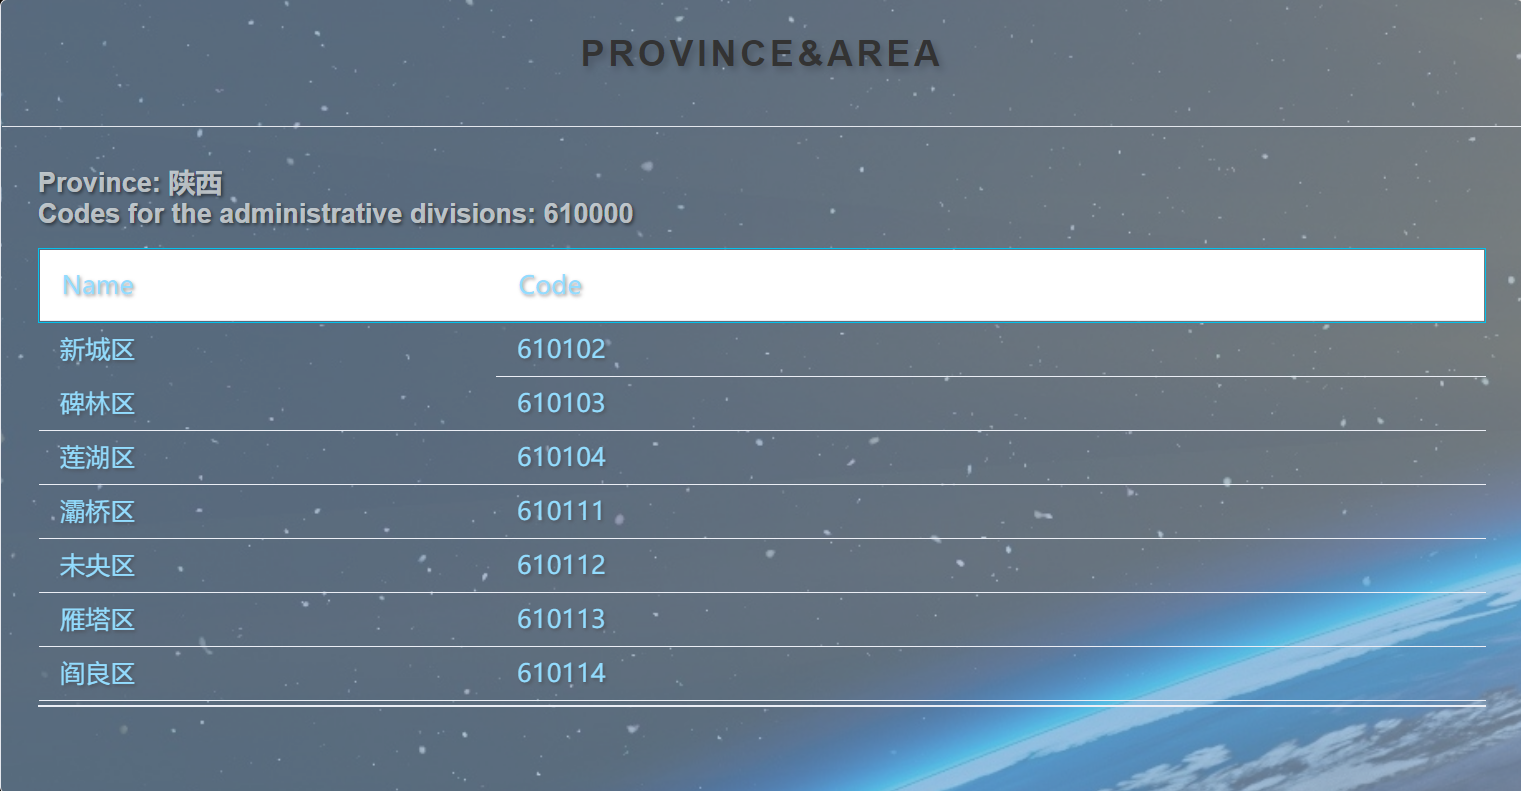 PROVINCE&AREA
Province: 陕西
Codes for the administrative divisions: 610000
Name Code
新城区 610102
碑林区 610103
莲湖区 610104
灞桥区 610111
未央区 610112
雁塔区 610113
阎良区 610114